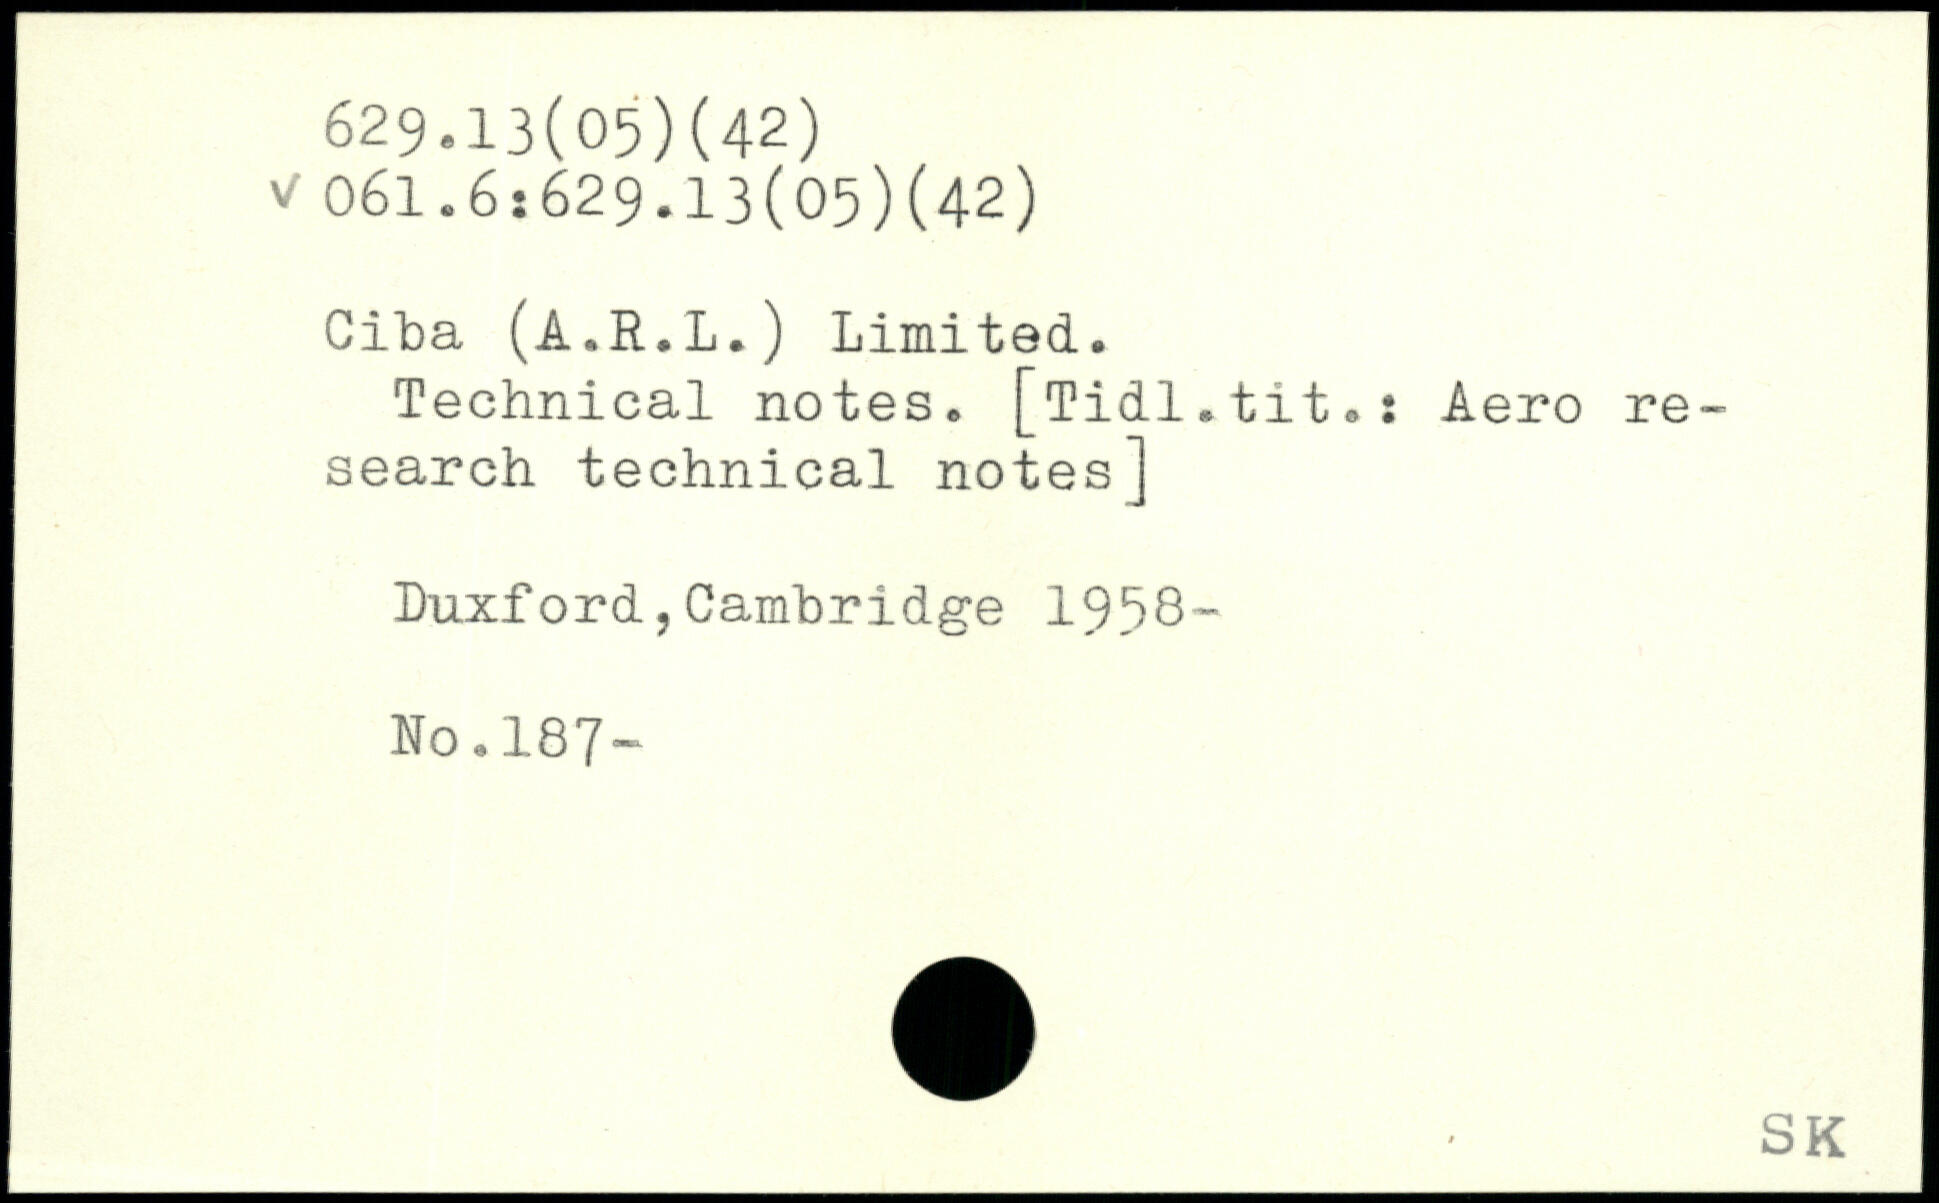 629.13(05)(42)
v 061.6:629.13(05)(42)
Ciba (A.R.L.) Limited.
Technical notes. [Tidl.tit.: Aero re-
search technical notes]
Duxford,Cambridge 1958-
No.187-
SK